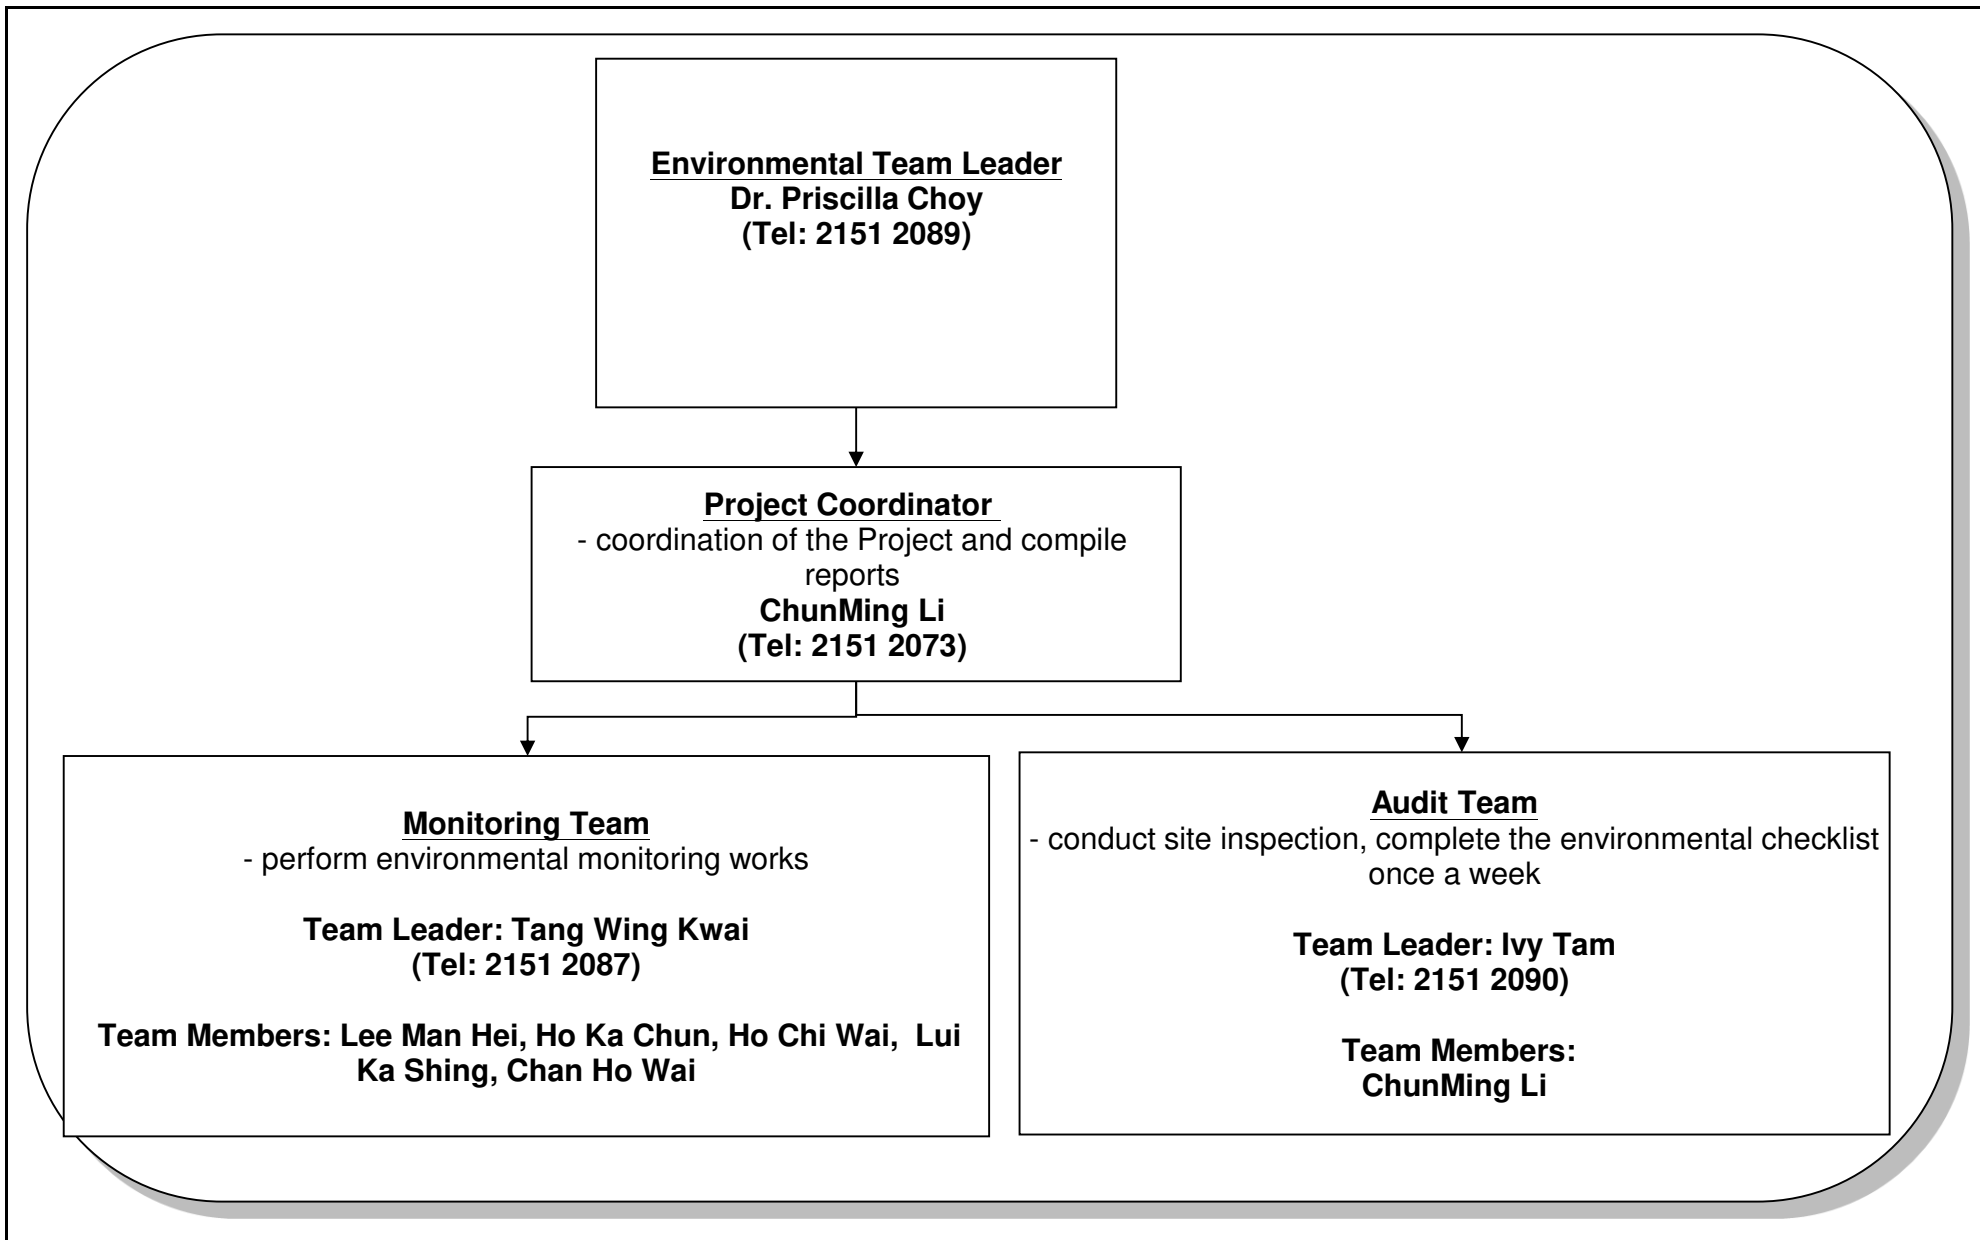 Environmental Team Leader
Dr. Priscilla Choy
(Tel: 2151 2089)
Project Coordinator
- coordination of the Project and compile
reports
ChunMing Li
(Tel: 2151 2073)
Monitoring Team
- perform environmental monitoring works
Team Leader: Tang Wing Kwai
(Tel: 2151 2087)
Team Members: Lee Man Hei, Ho Ka Chun, Ho Chi Wai,  Lui
Ka Shing, Chan Ho Wai
Audit Team
- conduct site inspection, complete the environmental checklist
once a week
Team Leader: Ivy Tam
(Tel: 2151 2090)
Team Members:
ChunMing Li